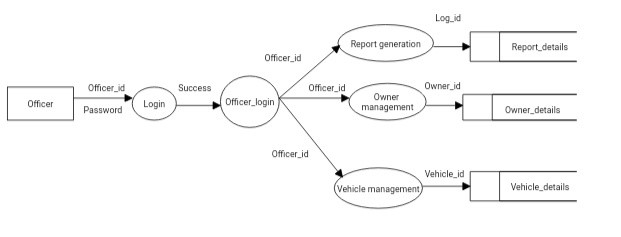 Log_id
Report generation
Report_details
Officer_id
Officer_id
Success
Officer_id
Owner_id
Officer
Login
Officer_login
Owner
management
Owner_details
Password
Officer_id
Vehicle_id
Vehicle management
Vehicle_details